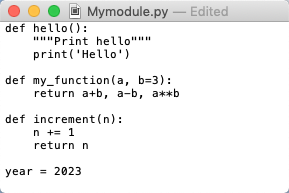 Mymodule.py — Edited
def hello():
    """Print hello"""
    print('Hello')

def my_function(a, b=3):
    return a+b, a-b, a**b

def increment(n):
    n += 1
    return n

year = 2023